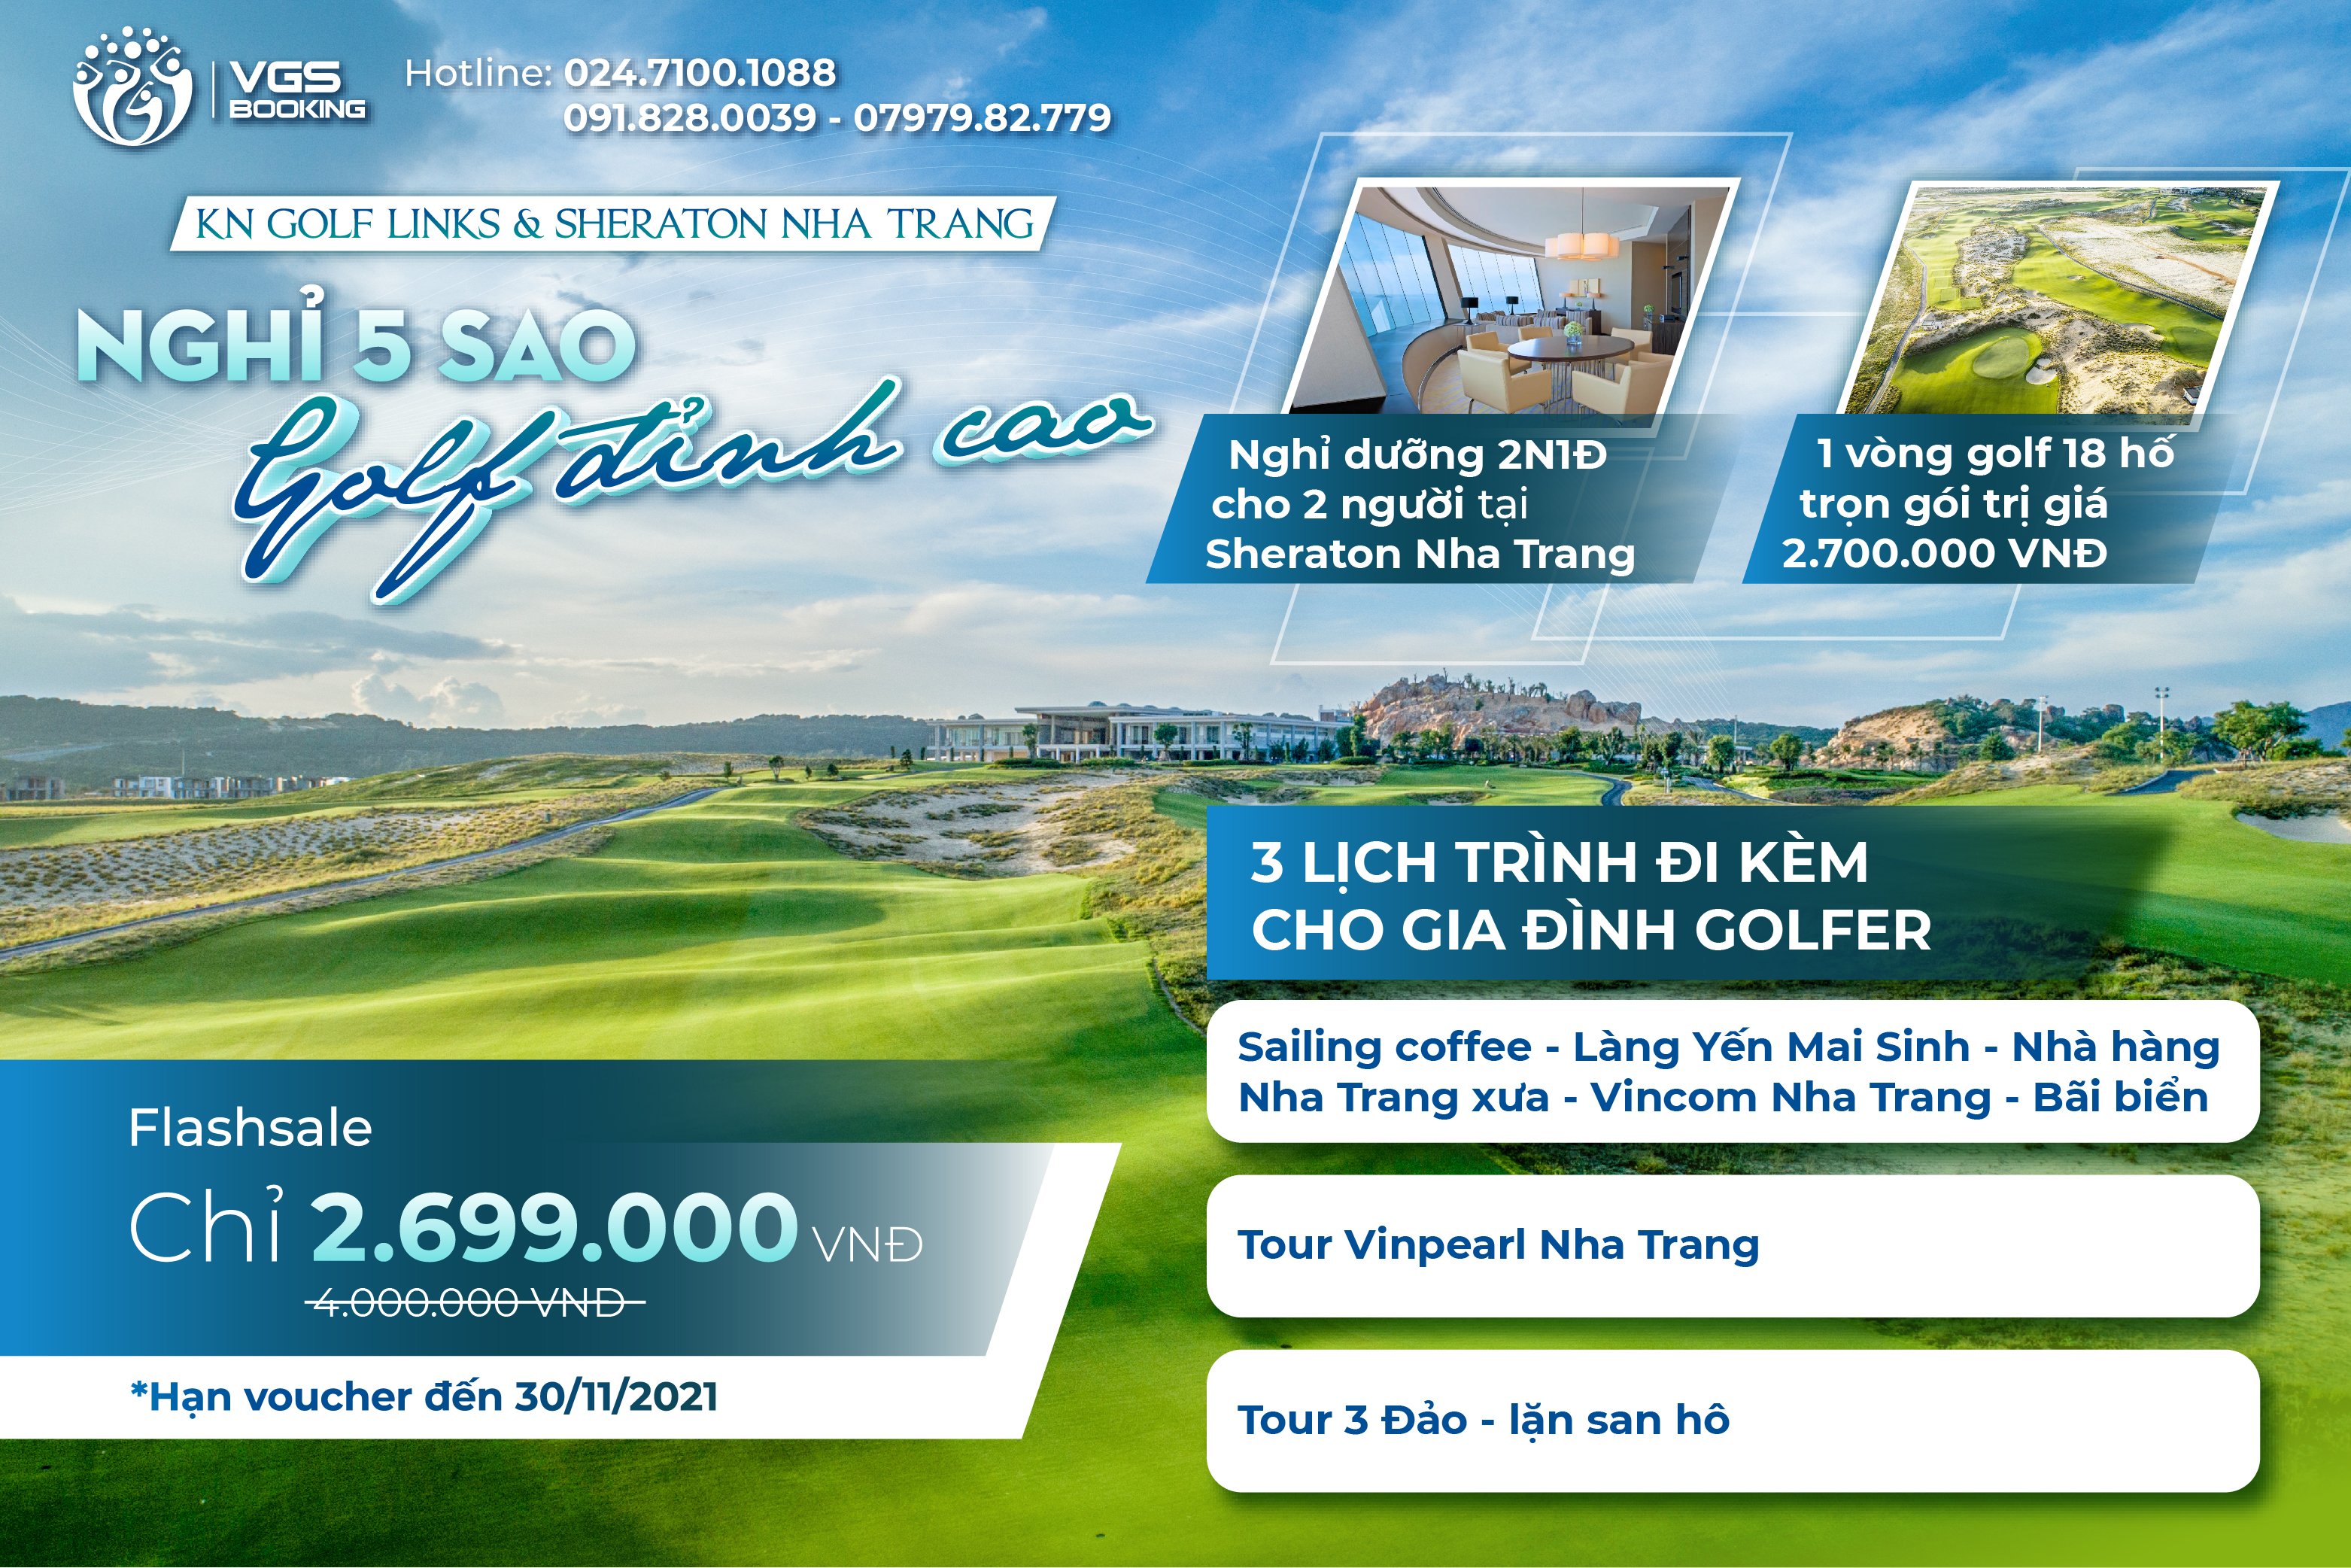 VGS
BOOKING
Hotline: 024.7100.1088
091.828.0039 - 07979.82.779
KN GOLF LINKS & SHERATON NHA TRANG
NGHỈ 5 SAO
Golf đỉnh cao
Nghỉ dưỡng 2N1Đ
cho 2 người tại
Sheraton Nha Trang
1 vòng golf 18 hố
trọn gói trị giá
2.700.000 VNĐ
3 LỊCH TRÌNH ĐI KÈM
CHO GIA ĐÌNH GOLFER
Sailing coffee - Làng Yến Mai Sinh - Nhà hàng
Nha Trang xưa - Vincom Nha Trang - Bãi biển
Tour Vinpearl Nha Trang
Tour 3 Đảo - lặn san hô
Flashsale
Chỉ 2.699.000 VNĐ
4.000.000 VNĐ
*Hạn voucher đến 30/11/2021